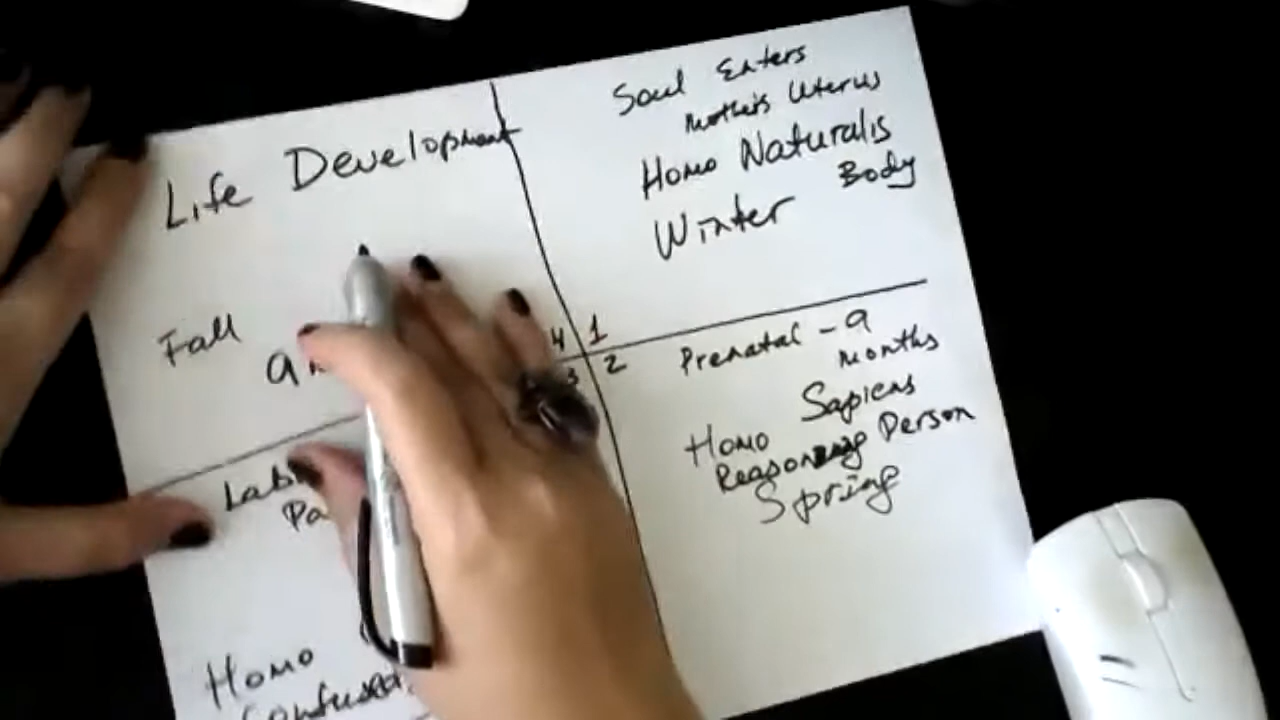 Life Development
Fall
4
Soul Enters
Mother's Uterus
Homo Naturalis
Body
Winter
1
2
Prenatal - 9
months
Homo Sapiens
Reasoning Person
Spring
3
Homo